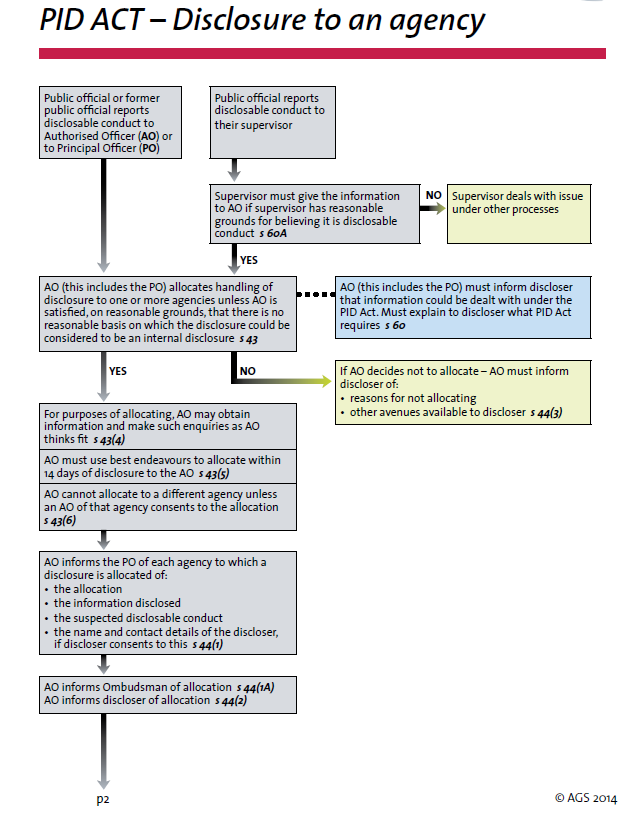 PID ACT – Disclosure to an agency
Public official or former
public official reports
disclosable conduct to
Authorised Officer (AO) or
to Principal Officer (PO)
Public official reports
disclosable conduct to
their supervisor
Supervisor must give the information
to AO if supervisor has reasonable
grounds for believing it is disclosable
conduct s 60A
NO
Supervisor deals with issue
under other processes
YES
AO (this includes the PO) allocates handling of
disclosure to one or more agencies unless AO is
satisfied, on reasonable grounds, that there is no
reasonable basis on which the disclosure could be
considered to be an internal disclosure s 43
AO (this includes the PO) must inform discloser
that information could be dealt with under the
PID Act. Must explain to discloser what PID Act
requires s 60
YES
NO
If AO decides not to allocate – AO must inform
discloser of:
• reasons for not allocating
• other avenues available to discloser s 44(3)
For purposes of allocating, AO may obtain
information and make such enquiries as AO
thinks fit s 43(4)
AO must use best endeavours to allocate within
14 days of disclosure to the AO s 43(5)
AO cannot allocate to a different agency unless
an AO of that agency consents to the allocation
s 43(6)
AO informs the PO of each agency to which a
disclosure is allocated of:
• the allocation
• the information disclosed
• the suspected disclosable conduct
• the name and contact details of the discloser,
if discloser consents to this s 44(1)
AO informs Ombudsman of allocation s 44(1A)
AO informs discloser of allocation s 44(2)
p2
© AGS 2014